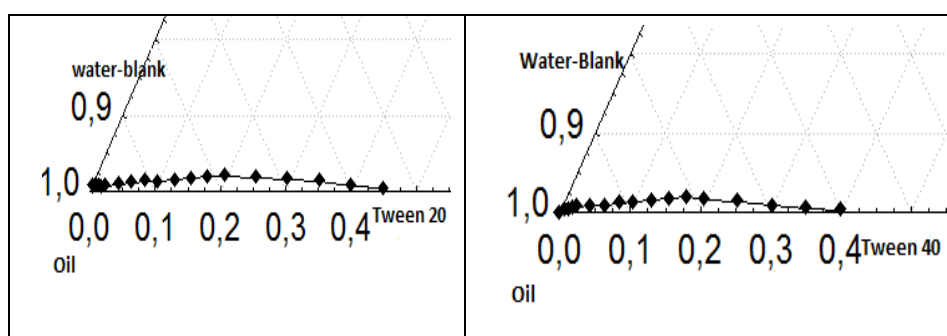 water-blank
0,9
1,0
0,0 0,1 0,2 0,3 0,4 Tween 20
Oil
Water-Blank
0,9
1,0
0,0 0,1 0,2 0,3 0,4 Tween 40
Oil